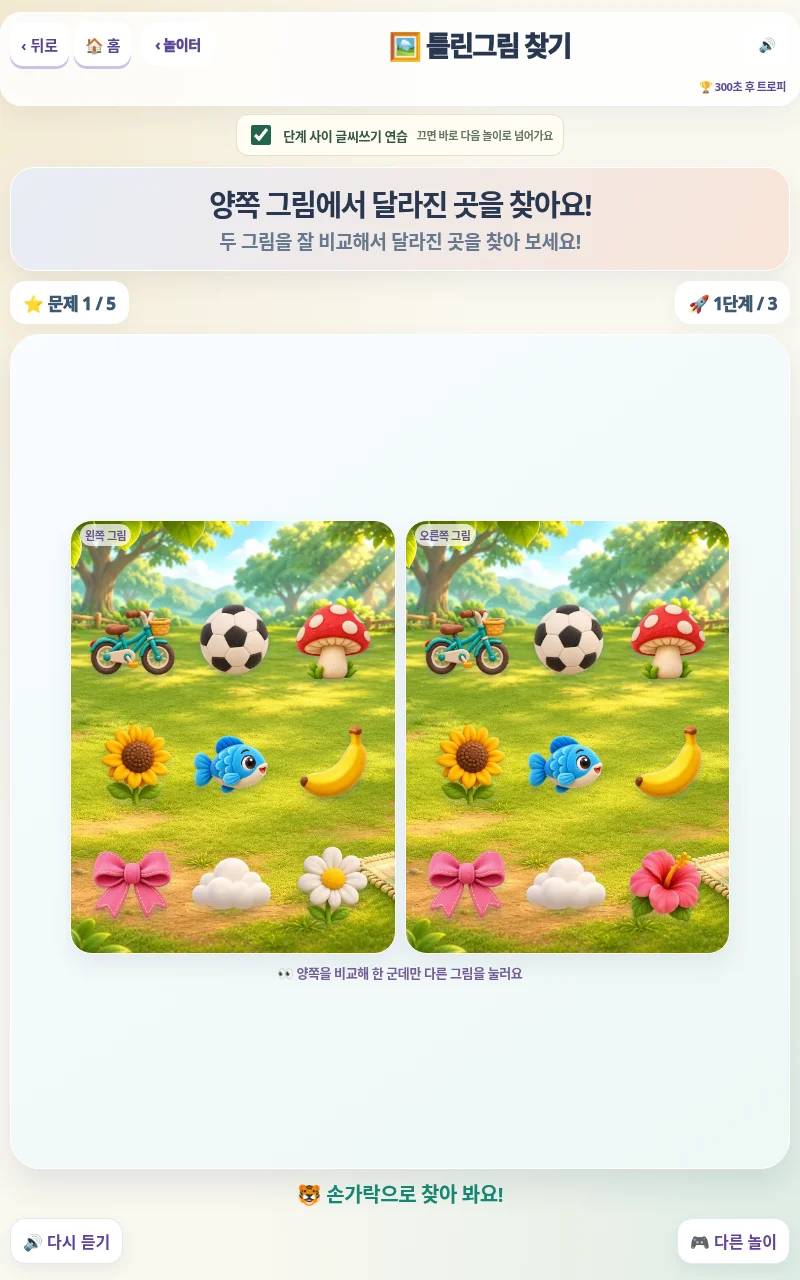 ‹ 뒤로
🏠 홈
‹ 놀이터
🖼️ 틀린그림 찾기
🔊
🏆 300초 후 트로피
단계 사이 글씨쓰기 연습 끄면 바로 다음 놀이로 넘어가요
양쪽 그림에서 달라진 곳을 찾아요!
두 그림을 잘 비교해서 달라진 곳을 찾아 보세요!
⭐ 문제 1 / 5
🚀 1단계 / 3
왼쪽 그림
오른쪽 그림
👀 양쪽을 비교해 한 군데만 다른 그림을 눌러요
🐯 손가락으로 찾아 봐요!
🔊 다시 듣기
🎮 다른 놀이